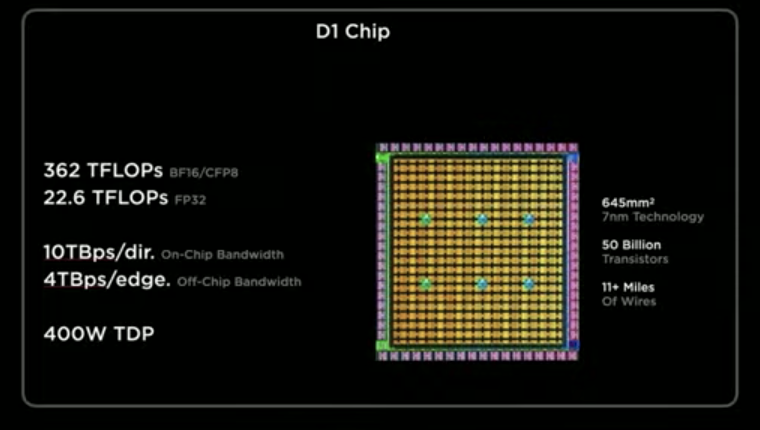 D1 Chip
362 TFLOPs BF16/CFP8
22.6 TFLOPs FP32
10TBps/dir. On-Chip Bandwidth
4TBps/edge. Off-Chip Bandwidth
400W TDP
645mm²
7nm Technology
50 Billion
Transistors
11+ Miles
Of Wires